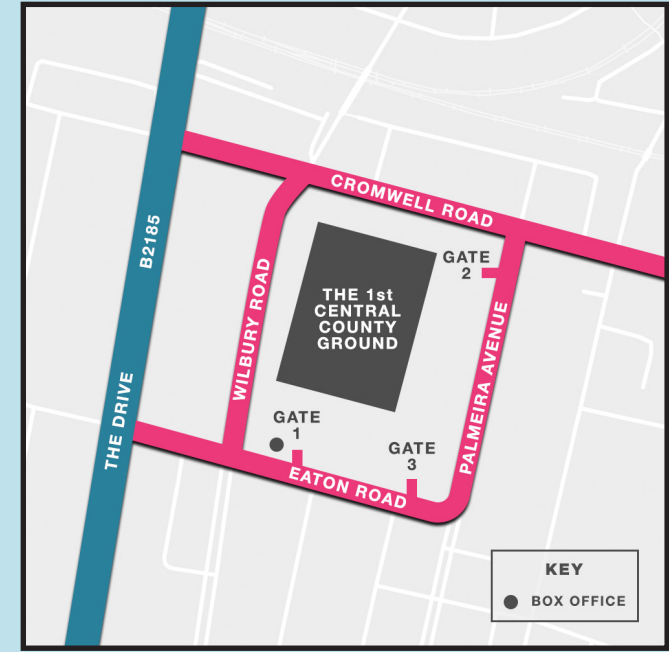 CROMWELL ROAD
B2185
GATE
2
THE 1st
CENTRAL
COUNTY
GROUND
WILBURY ROAD
PALMEIRA AVENUE
THE DRIVE
GATE
1
GATE
3
EATON ROAD
KEY
BOX OFFICE